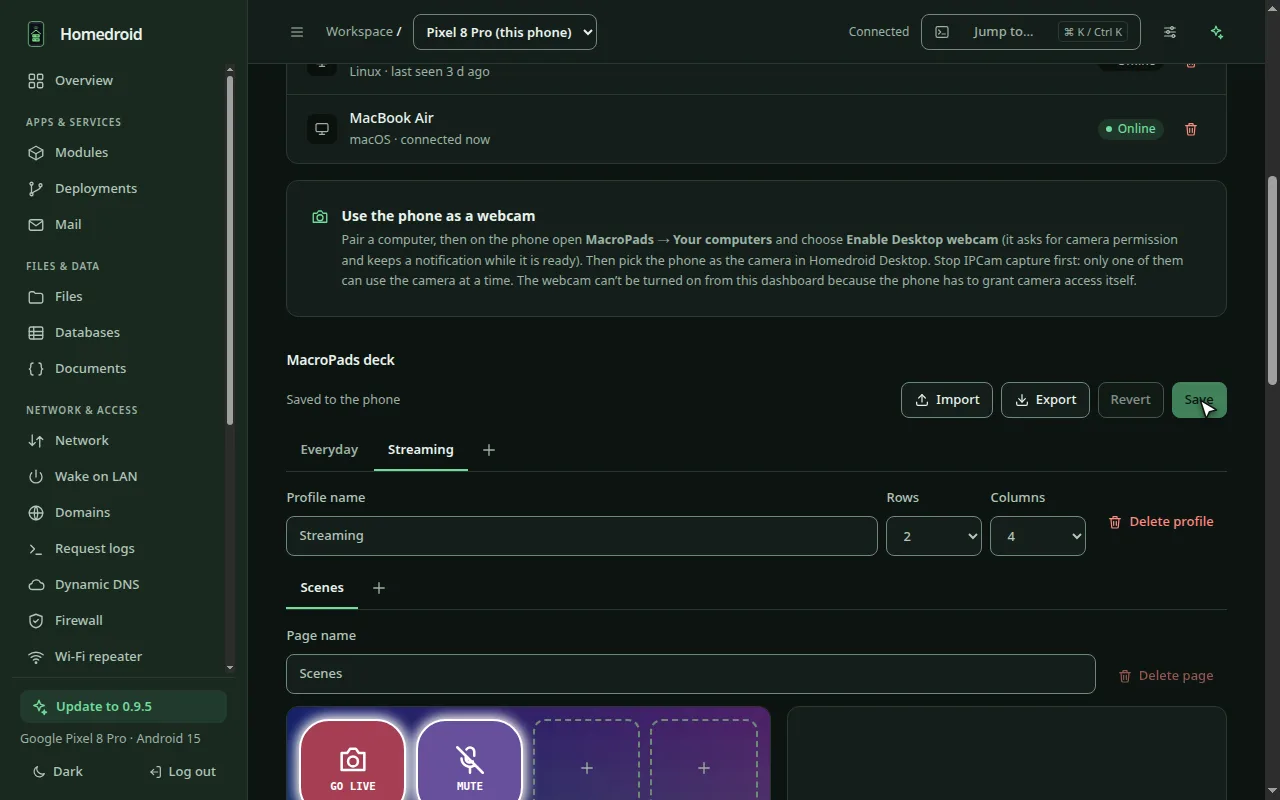 Homedroid
Workspace / Pixel 8 Pro (this phone) Connected Jump to... ⌘ K / Ctrl K
Overview
APPS & SERVICES
Modules
Deployments
Mail
FILES & DATA
Files
Databases
Documents
NETWORK & ACCESS
Network
Wake on LAN
Domains
Request logs
Dynamic DNS
Firewall
Wi-Fi repeater
Update to 0.9.5
Google Pixel 8 Pro · Android 15
Dark Log out
Linux · last seen 3 d ago
MacBook Air
macOS · connected now
Online
Use the phone as a webcam
Pair a computer, then on the phone open MacroPads → Your computers and choose Enable Desktop webcam (it asks for camera permission
and keeps a notification while it is ready). Then pick the phone as the camera in Homedroid Desktop. Stop IPCam capture first: only one of them
can use the camera at a time. The webcam can't be turned on from this dashboard because the phone has to grant camera access itself.
MacroPads deck
Saved to the phone Import Export Revert Save
Everyday Streaming +
Profile name Rows Columns
Streaming 2 4 Delete profile
Scenes +
Page name
Scenes Delete page
GO LIVE MUTE + +